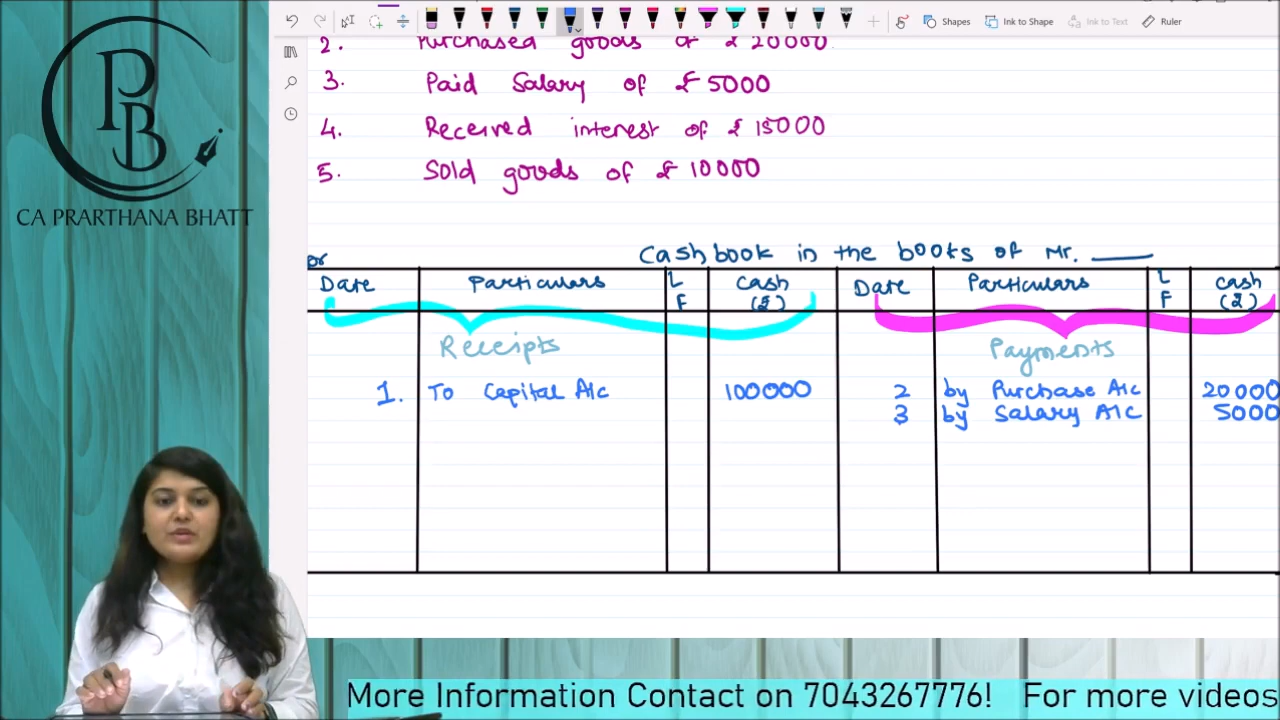 Shapes Ink to Shape Ink to Text Ruler
2. Purchased goods of ₹ 20000
3. Paid Salary of ₹ 5000
4. Received interest of ₹ 15000
5. Sold goods of ₹ 10000
PB
CA PRARTHANA BHATT
Cash book in the books of Mr. ____
Dr
Date Particulars L F Cash (₹) Date Particulars L F Cash (₹)
Receipts Payments
1. To Capital A/c 100000 2 by Purchase A/c 20000
3 by Salary A/c 5000
More Information Contact on 7043267776! For more videos